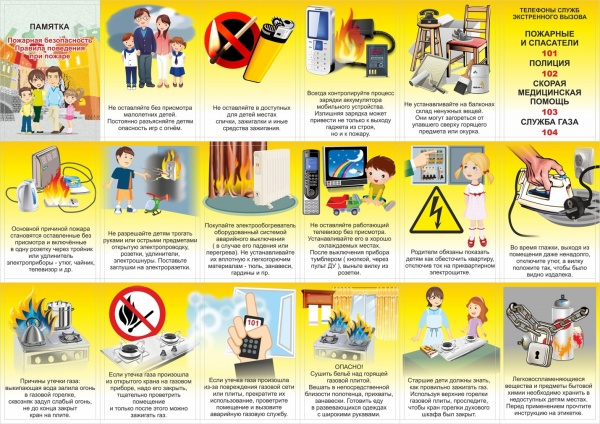 ПАМЯТКА
Пожарная безопасность
Правила поведения
при пожаре
Не оставляйте без присмотра
малолетних детей.
Постоянно разъясняйте детям
опасность игр с огнём.
Не оставляйте в доступных
для детей местах
спички, зажигалки и иные
средства зажигания.
Всегда контролируйте процесс
зарядки аккумулятора
мобильного устройства.
Излишняя зарядка может
привести не только к выходу
гаджета из строя,
но и к пожару.
Не устанавливайте на балконах
склад ненужных вещей.
Они могут загореться от
упавшего сверху горящего
предмета или окурка.
ТЕЛЕФОНЫ СЛУЖБ
ЭКСТРЕННОГО ВЫЗОВА
ПОЖАРНЫЕ
И СПАСАТЕЛИ
101
ПОЛИЦИЯ
102
СКОРАЯ
МЕДИЦИНСКАЯ
ПОМОЩЬ
103
СЛУЖБА ГАЗА
104
Основной причиной пожара
становятся оставленные без
присмотра и включённые
в одну розетку через тройник
или удлинитель
электроприборы - утюг, чайник,
телевизор и др.
Не разрешайте детям трогать
руками или острыми предметами
открытую электропроводку,
розетки, удлинители,
электрошнуры. Поставьте
заглушки на электророзетки.
Покупайте электрообогреватель
оборудованный системой
аварийного выключения
( в случае его падения или
перегрева). Не устанавливайте
их вплотную к легкогорючим
материалам - тюль, занавеси,
гардины и пр.
Не оставляйте работающий
телевизор без присмотра.
Устанавливайте его в хорошо
охлаждаемых местах.
После выключения прибора
тумблером ( кнопкой, через
пульт ДУ ), выньте вилку из
розетки.
Родители обязаны показать
детям как обесточить квартиру,
отключив ток на приквартирном
электрощитке.
Во время глажки, выходя из
помещения даже ненадолго,
отключите утюг, а вилку
положите так, чтобы было
видно издалека.
Причины утечки газа:
выкипающая вода залила огонь
в газовой горелке,
сквозняк задул слабый огонь,
не до конца закрыт
кран на плите.
Если утечка газа произошла
из открытого крана на газовом
приборе, надо его закрыть,
тщательно проветрить
помещение
и только после этого можно
зажигать газ.
101
Если утечка газа произошла
из-за повреждения газовой сети
или плиты, прекратите их
использование, проветрите
помещение и вызовите
аварийную газовую службу.
ОПАСНО!
Сушить бельё над горящей
газовой плитой.
Вешать в непосредственной
близости полотенца, прихваты,
занавески. Готовить еду
в развевающихся одеждах
с широкими рукавами.
Старшие дети должны знать,
как правильно зажигать газ.
Используя верхние горелки
газовой плиты, проследите,
чтобы кран горелки духового
шкафа был закрыт.
Легковоспламеняющиеся
вещества и предметы бытовой
химии необходимо хранить в
недоступных детям местах.
Перед применением прочтите
инструкцию на этикетке.